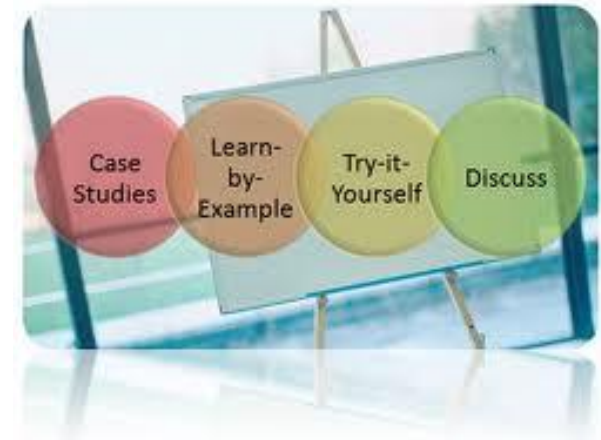 Case
Studies
Learn-
by-
Example
Try-it-
Yourself
Discuss